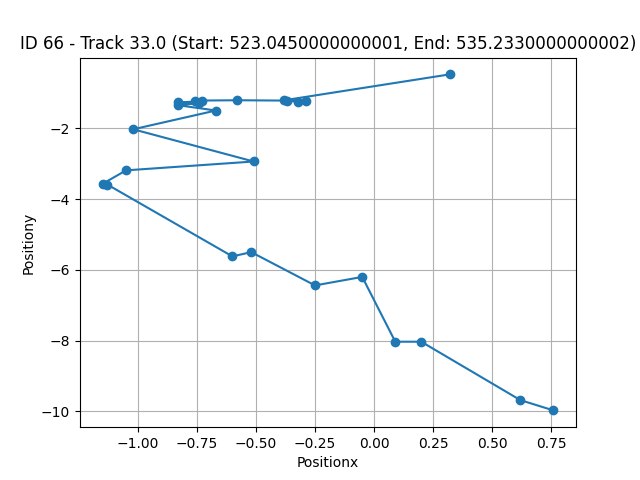 ID 66 - Track 33.0 (Start: 523.0450000000001, End: 535.2330000000002)
−2
−4
−6
−8
−10
Positiony
−1.00 −0.75 −0.50 −0.25 0.00 0.25 0.50 0.75
Positionx